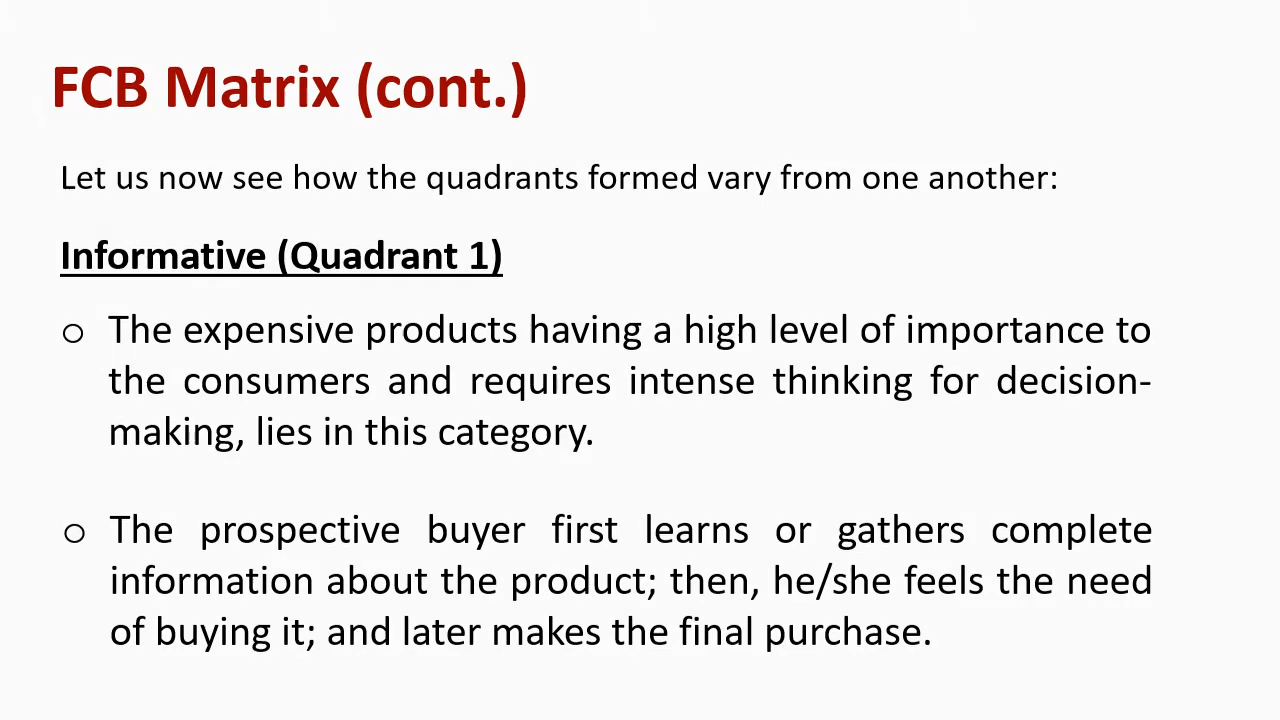 FCB Matrix (cont.)
Let us now see how the quadrants formed vary from one another:
Informative (Quadrant 1)
o The expensive products having a high level of importance to
the consumers and requires intense thinking for decision-
making, lies in this category.
o The prospective buyer first learns or gathers complete
information about the product; then, he/she feels the need
of buying it; and later makes the final purchase.